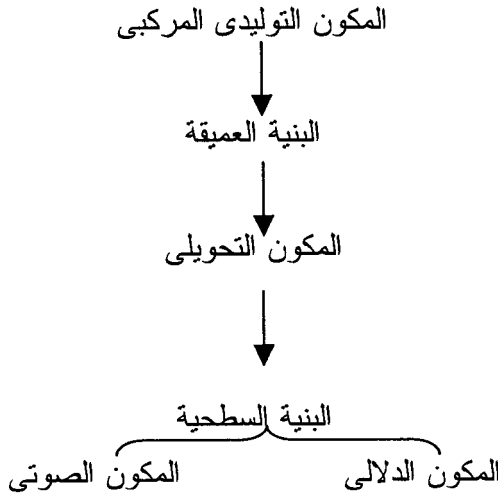 المكون التوليدى المركبى
البنية العميقة
المكون التحويلى
البنية السطحية
المكون الدلالى المكون الصوتى